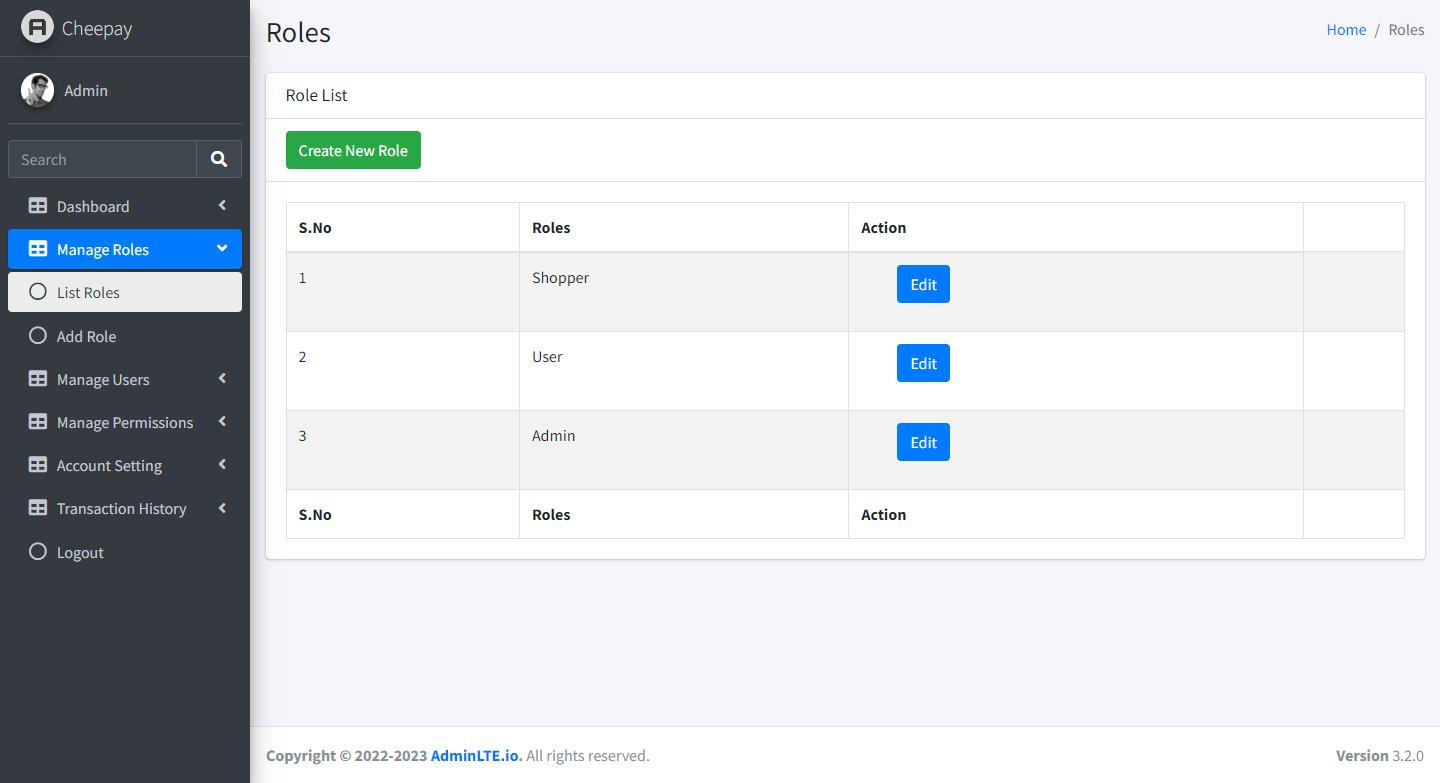 Cheepay
Admin
Search
Dashboard
Manage Roles
List Roles
Add Role
Manage Users
Manage Permissions
Account Setting
Transaction History
Logout
Roles
Home / Roles
Role List
Create New Role
S.No Roles Action
1 Shopper Edit
2 User Edit
3 Admin Edit
S.No Roles Action
Copyright © 2022-2023 AdminLTE.io. All rights reserved.
Version 3.2.0